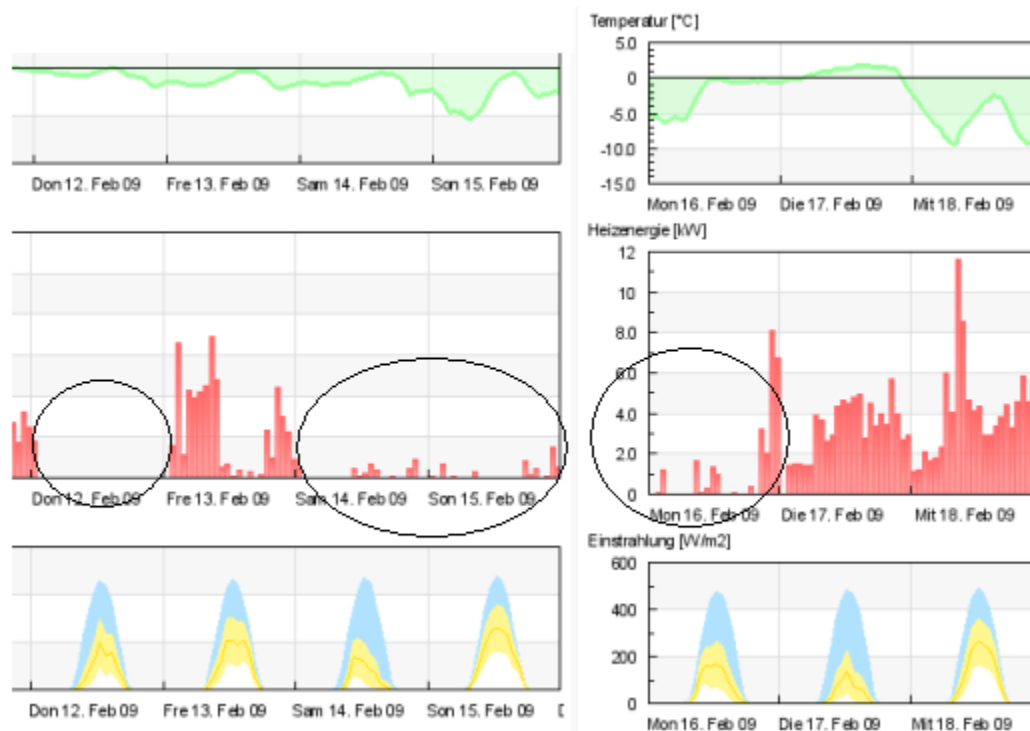 Don 12. Feb 09 Fre 13. Feb 09 Sam 14. Feb 09 Son 15. Feb 09
Don 12. Feb 09 Fre 13. Feb 09 Sam 14. Feb 09 Son 15. Feb 09
Don 12. Feb 09 Fre 13. Feb 09 Sam 14. Feb 09 Son 15. Feb 09
Temperatur [°C]
5.0
0
-5.0
-10.0
-15.0
Mon 16. Feb 09 Die 17. Feb 09 Mit 18. Feb 09
Heizenergie [kW]
12
10
8.0
6.0
4.0
2.0
0
Mon 16. Feb 09 Die 17. Feb 09 Mit 18. Feb 09
Einstrahlung [W/m2]
600
400
200
0
Mon 16. Feb 09 Die 17. Feb 09 Mit 18. Feb 09